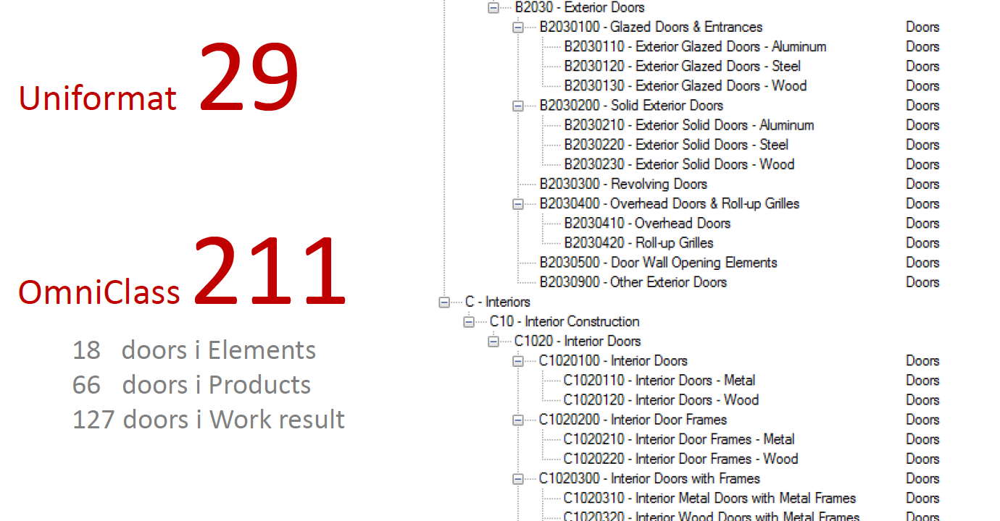 Uniformat 29
OmniClass 211
18 doors i Elements
66 doors i Products
127 doors i Work result
B2030 - Exterior Doors
B2030100 - Glazed Doors & Entrances Doors
B2030110 - Exterior Glazed Doors - Aluminum Doors
B2030120 - Exterior Glazed Doors - Steel Doors
B2030130 - Exterior Glazed Doors - Wood Doors
B2030200 - Solid Exterior Doors Doors
B2030210 - Exterior Solid Doors - Aluminum Doors
B2030220 - Exterior Solid Doors - Steel Doors
B2030230 - Exterior Solid Doors - Wood Doors
B2030300 - Revolving Doors Doors
B2030400 - Overhead Doors & Roll-up Grilles Doors
B2030410 - Overhead Doors Doors
B2030420 - Roll-up Grilles Doors
B2030500 - Door Wall Opening Elements Doors
B2030900 - Other Exterior Doors Doors
C - Interiors
C10 - Interior Construction
C1020 - Interior Doors
C1020100 - Interior Doors Doors
C1020110 - Interior Doors - Metal Doors
C1020120 - Interior Doors - Wood Doors
C1020200 - Interior Door Frames Doors
C1020210 - Interior Door Frames - Metal Doors
C1020220 - Interior Door Frames - Wood Doors
C1020300 - Interior Doors with Frames Doors
C1020310 - Interior Metal Doors with Metal Frames Doors
C1020320 - Interior Wood Doors with Metal Frames Doors